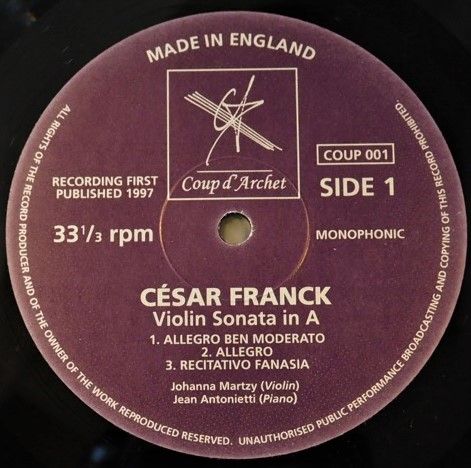 MADE IN ENGLAND
Coup d'Archet
RECORDING FIRST
PUBLISHED 1997
33 1/3 rpm
COUP 001
SIDE 1
MONOPHONIC
CÉSAR FRANCK
Violin Sonata in A
1. ALLEGRO BEN MODERATO
2. ALLEGRO
3. RECITATIVO FANASIA
Johanna Martzy (Violin)
Jean Antonietti (Piano)
ALL RIGHTS OF THE RECORD PRODUCER AND OF THE OWNER OF THE WORK REPRODUCED RESERVED. UNAUTHORISED PUBLIC PERFORMANCE BROADCASTING AND COPYING OF THIS RECORD PROHIBITED.